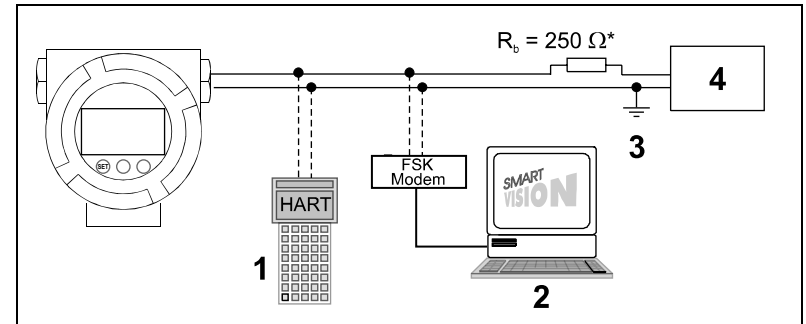 R_b = 250 Ω*
4
3
SET
FSK
Modem
SMART
VISION
HART
1
2